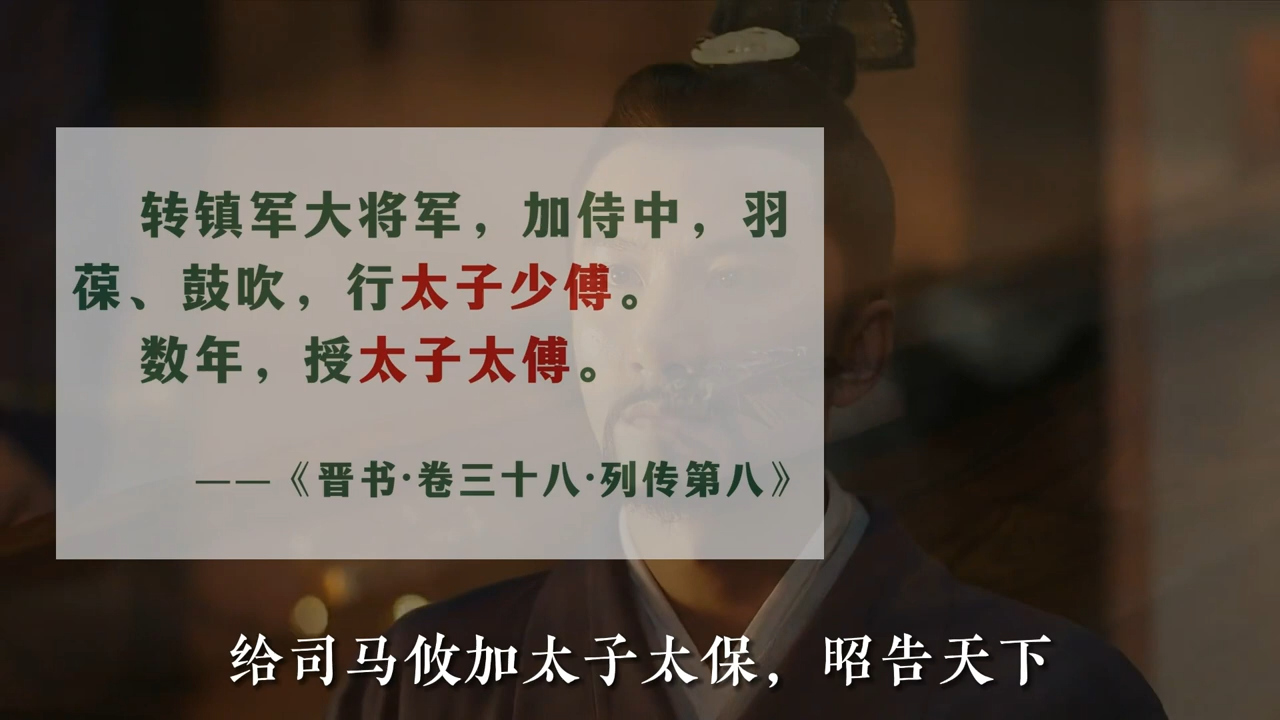 转镇军大将军，加侍中，羽
葆、鼓吹，行太子少傅。
数年，授太子太傅。
——《晋书·卷三十八·列传第八》
给司马攸加太子太保，昭告天下